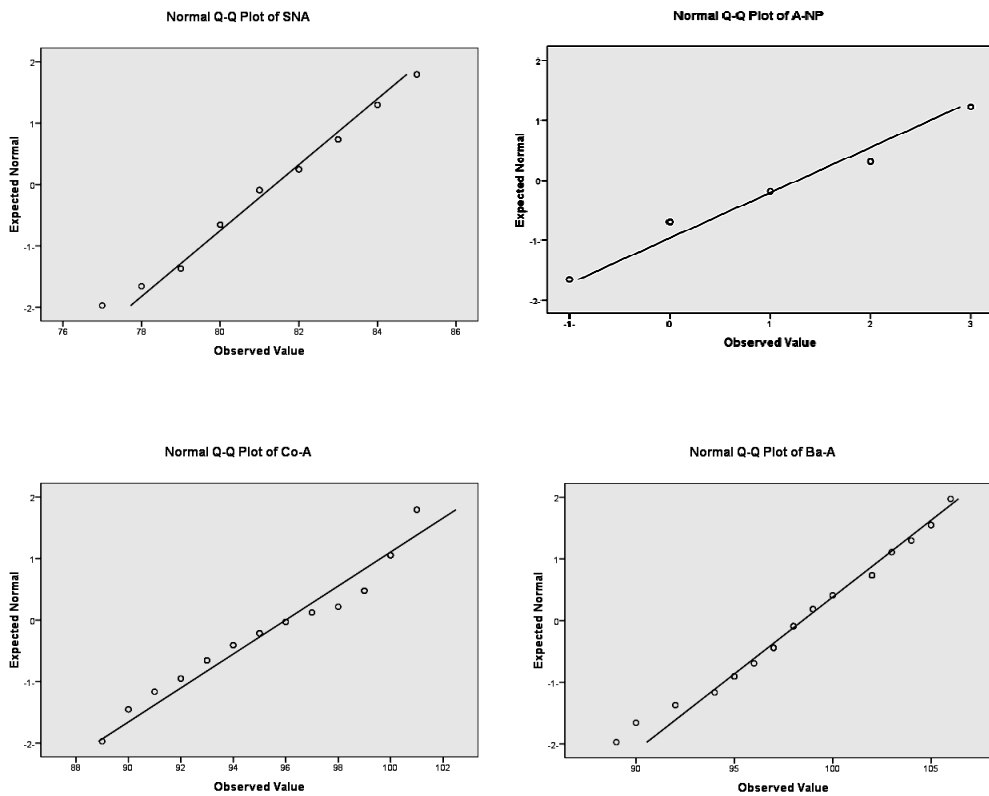 Normal Q-Q Plot of SNA
2-
1-
0-
-1-
-2-
Expected Normal
76 78 80 82 84 86
Observed Value
Normal Q-Q Plot of A-NP
2-
1-
0-
-1-
-2-
Expected Normal
-1- 0 1 2 3
Observed Value
Normal Q-Q Plot of Co-A
2-
1-
0-
-1-
-2-
Expected Normal
88 90 92 94 96 98 100 102
Observed Value
Normal Q-Q Plot of Ba-A
2-
1-
0-
-1-
-2-
Expected Normal
90 95 100 105
Observed Value